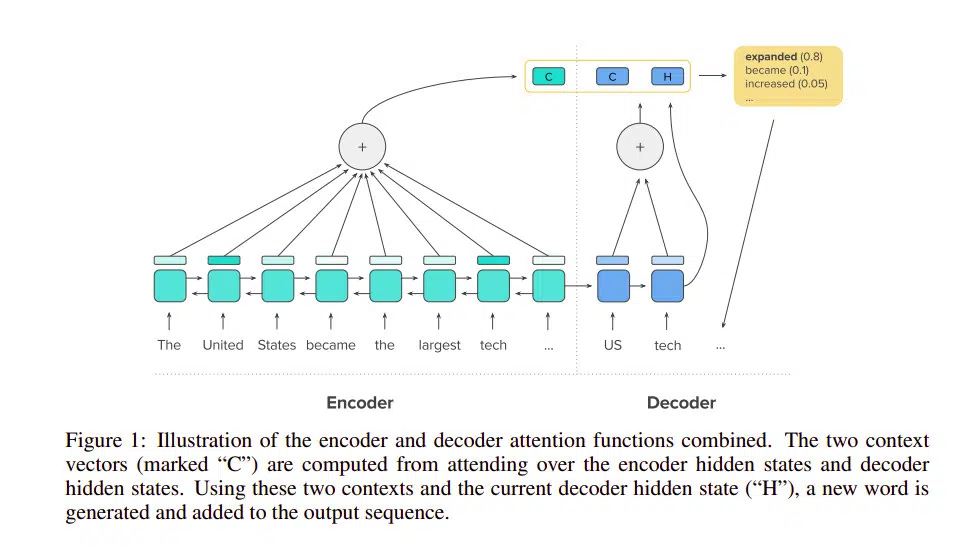 C C H
expanded (0.8)
became (0.1)
increased (0.05)
...
+ +
The United States became the largest tech ... US tech ...
Encoder Decoder
Figure 1: Illustration of the encoder and decoder attention functions combined. The two context
vectors (marked “C”) are computed from attending over the encoder hidden states and decoder
hidden states. Using these two contexts and the current decoder hidden state (“H”), a new word is
generated and added to the output sequence.